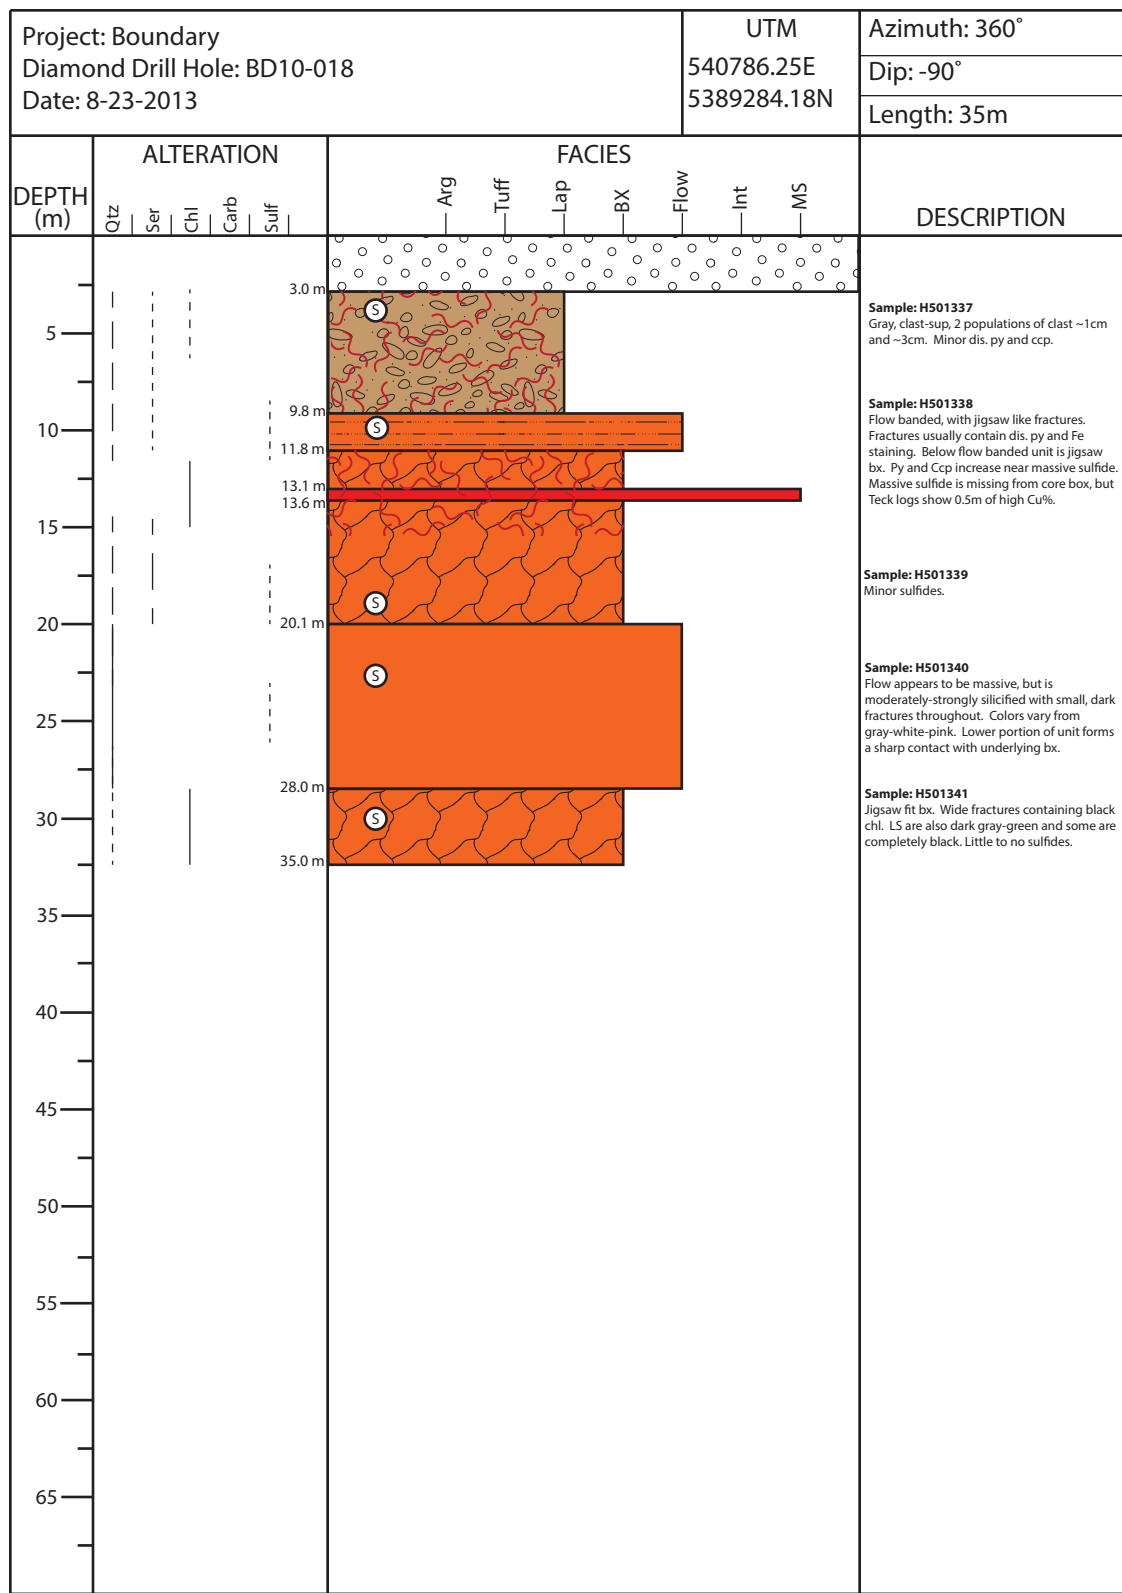 Project: Boundary
Diamond Drill Hole: BD10-018
Date: 8-23-2013
UTM
540786.25E
5389284.18N
Azimuth: 360°
Dip: -90°
Length: 35m
DEPTH
(m)
ALTERATION
Qtz
Ser
Chl
Carb
Sulf
FACIES
Arg
Tuff
Lap
BX
Flow
Int
MS
DESCRIPTION
5
10
15
20
25
30
35
40
45
50
55
60
65
3.0 m
9.8 m
11.8 m
13.1 m
13.6 m
20.1 m
28.0 m
35.0 m
S
S
S
S
S
Sample: H501337
Gray, clast-sup, 2 populations of clast ~1cm
and ~3cm. Minor dis. py and ccp.
Sample: H501338
Flow banded, with jigsaw like fractures.
Fractures usually contain dis. py and Fe
staining. Below flow banded unit is jigsaw
bx. Py and Ccp increase near massive sulfide.
Massive sulfide is missing from core box, but
Teck logs show 0.5m of high Cu%.
Sample: H501339
Minor sulfides.
Sample: H501340
Flow appears to be massive, but is
moderately-strongly silicified with small, dark
fractures throughout. Colors vary from
gray-white-pink. Lower portion of unit forms
a sharp contact with underlying bx.
Sample: H501341
Jigsaw fit bx. Wide fractures containing black
chl. LS are also dark gray-green and some are
completely black. Little to no sulfides.